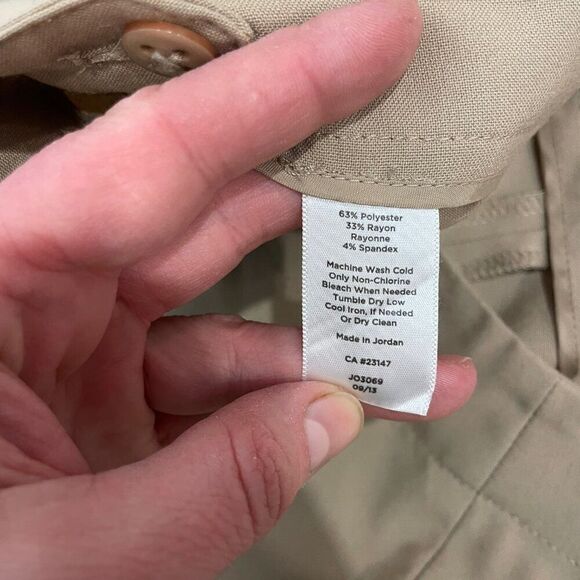 63% Polyester
33% Rayon
Rayonne
4% Spandex
Machine Wash Cold
Only Non-Chlorine
Bleach When Needed
Tumble Dry Low
Cool Iron, If Needed
Or Dry Clean
Made in Jordan
CA #23147
JO3069
09/13